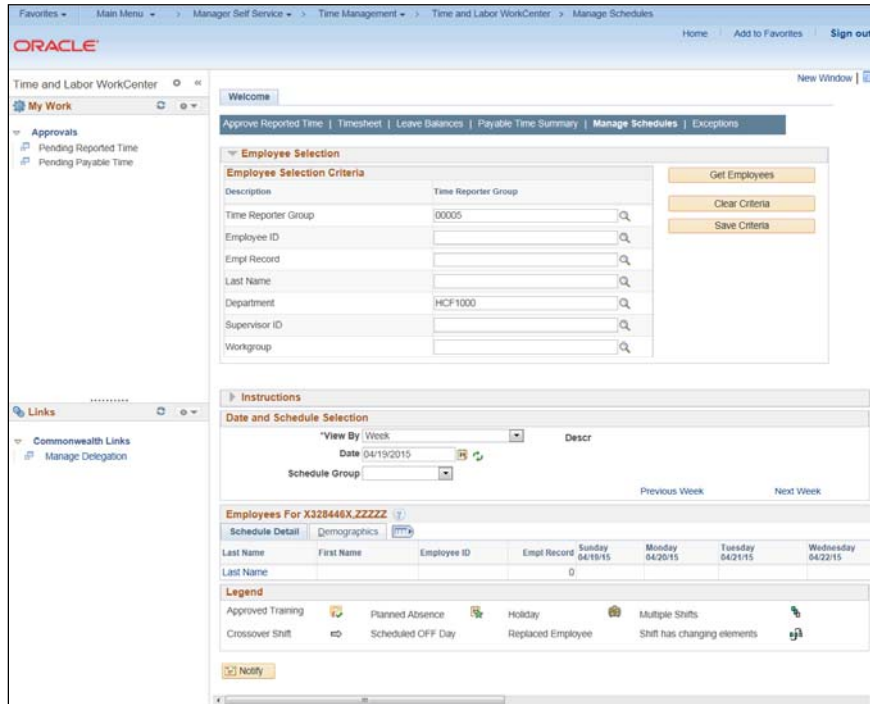 Favorites Main Menu > Manager Self Service > Time Management > Time and Labor WorkCenter > Manage Schedules
Home Add to Favorites Sign out
ORACLE
New Window
Time and Labor WorkCenter
Welcome
My Work
Approve Reported Time | Timesheet | Leave Balances | Payable Time Summary | Manage Schedules | Exceptions
Approvals
Pending Reported Time
Pending Payable Time
Employee Selection
Employee Selection Criteria
Get Employees
Description Time Reporter Group
Clear Criteria
Time Reporter Group 00005
Save Criteria
Employee ID
Empl Record
Last Name
Department HCF1000
Supervisor ID
Workgroup
Instructions
Links
Date and Schedule Selection
Commonwealth Links
Manage Delegation
*View By Week Descr
Date 04/19/2015
Schedule Group
Previous Week Next Week
Employees For X328446X,ZZZZZ
Schedule Detail Demographics
Last Name First Name Employee ID Empl Record Sunday 04/19/15 Monday 04/20/15 Tuesday 04/21/15 Wednesday 04/22/15
Last Name 0
Legend
Approved Training Planned Absence Holiday Multiple Shifts
Crossover Shift Scheduled OFF Day Replaced Employee Shift has changing elements
Notify